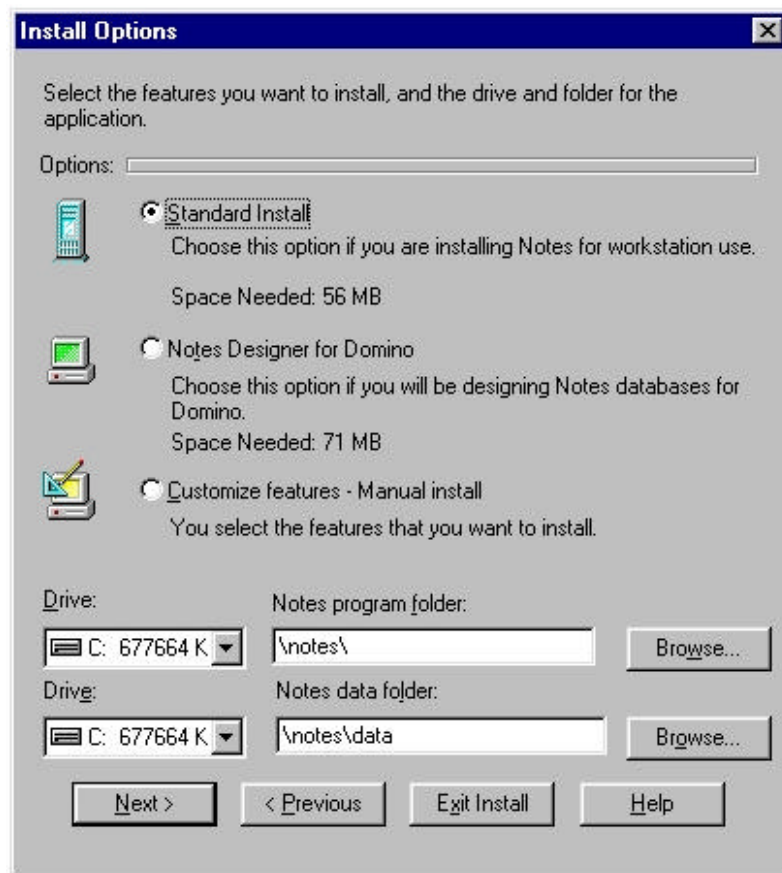 Install Options
Select the features you want to install, and the drive and folder for the
application.
Options:
Standard Install
Choose this option if you are installing Notes for workstation use.
Space Needed: 56 MB
Notes Designer for Domino
Choose this option if you will be designing Notes databases for
Domino.
Space Needed: 71 MB
Customize features - Manual install
You select the features that you want to install.
Drive: Notes program folder:
C: 677664 K \notes\ Browse...
Drive: Notes data folder:
C: 677664 K \notes\data Browse...
Next > < Previous Exit Install Help